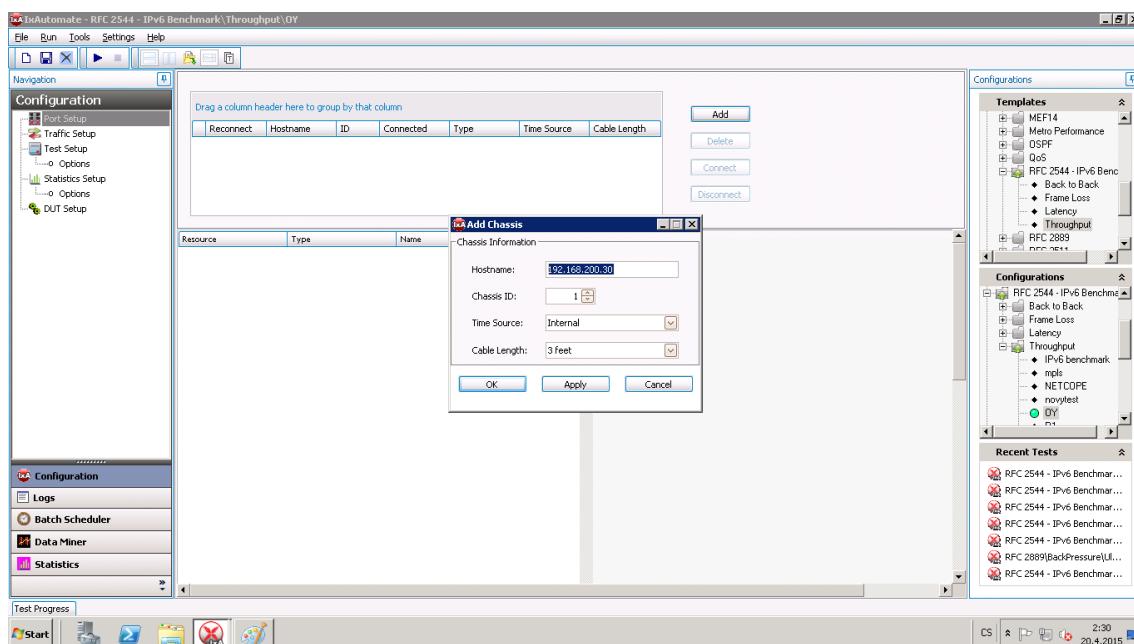 IxAutomate - RFC 2544 - IPv6 Benchmark\Throughput\OY
File Run Tools Settings Help
Navigation
Configuration
Port Setup
Traffic Setup
Test Setup
Options
Statistics Setup
Options
DUT Setup
Configuration
Logs
Batch Scheduler
Data Miner
Statistics
Drag a column header here to group by that column
Reconnect Hostname ID Connected Type Time Source Cable Length
Add
Delete
Connect
Disconnect
Resource Type Name
Add Chassis
Chassis Information
Hostname: 192.168.200.30
Chassis ID: 1
Time Source: Internal
Cable Length: 3 feet
OK Apply Cancel
Configurations
Templates
MEF14
Metro Performance
OSPF
QoS
RFC 2544 - IPv6 Benc
Back to Back
Frame Loss
Latency
Throughput
RFC 2889
Configurations
RFC 2544 - IPv6 Benchma
Back to Back
Frame Loss
Latency
Throughput
IPv6 benchmark
mpls
NETCOPE
novytest
OY
Recent Tests
RFC 2544 - IPv6 Benchmar...
RFC 2544 - IPv6 Benchmar...
RFC 2544 - IPv6 Benchmar...
RFC 2544 - IPv6 Benchmar...
RFC 2544 - IPv6 Benchmar...
RFC 2889\BackPressure\Ul...
RFC 2544 - IPv6 Benchmar...
Test Progress
Start
CS
2:30
20.4.2015